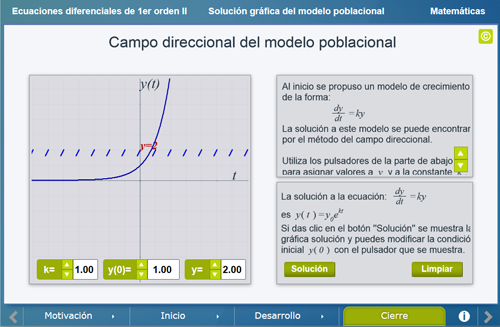 Ecuaciones diferenciales de 1er orden II Solución gráfica del modelo poblacional Matemáticas
Campo direccional del modelo poblacional
©
y(t)
y=2
t
k= 1.00 y(0)= 1.00 y= 2.00
Al inicio se propuso un modelo de crecimiento
de la forma:
dy/dt =ky
La solución a este modelo se puede encontrar
por el método del campo direccional.
Utiliza los pulsadores de la parte de abajo
para asignar valores a y y a la constante
La solución a la ecuación: dy/dt =ky
es y(t)=y₀e^{kt}
Si das clic en el botón "Solución" se muestra la
gráfica solución y puedes modificar la condició
inicial y(0) con el pulsador que se muestra.
Solución Limpiar
Motivación Inicio Desarrollo Cierre i